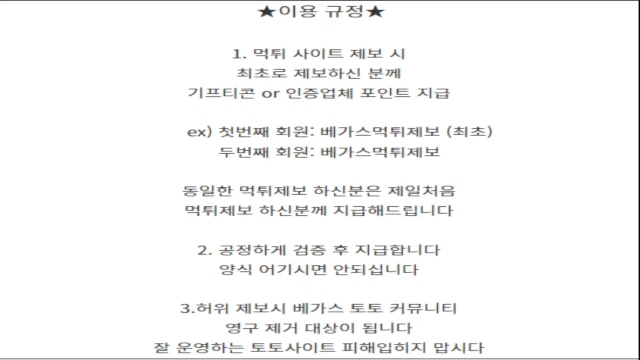 ★이용 규정★
1. 먹튀 사이트 제보 시
최초로 제보하신 분께
기프티콘 or 인증업체 포인트 지급
ex) 첫번째 회원: 베가스먹튀제보 (최초)
두번째 회원: 베가스먹튀제보
동일한 먹튀제보 하신분은 제일처음
먹튀제보 하신분께 지급해드립니다
2. 공정하게 검증 후 지급합니다
양식 어기시면 안되십니다
3.허위 제보시 베가스 토토 커뮤니티
영구 제거 대상이 됩니다
잘 운영하는 토토사이트 피해입히지 맙시다